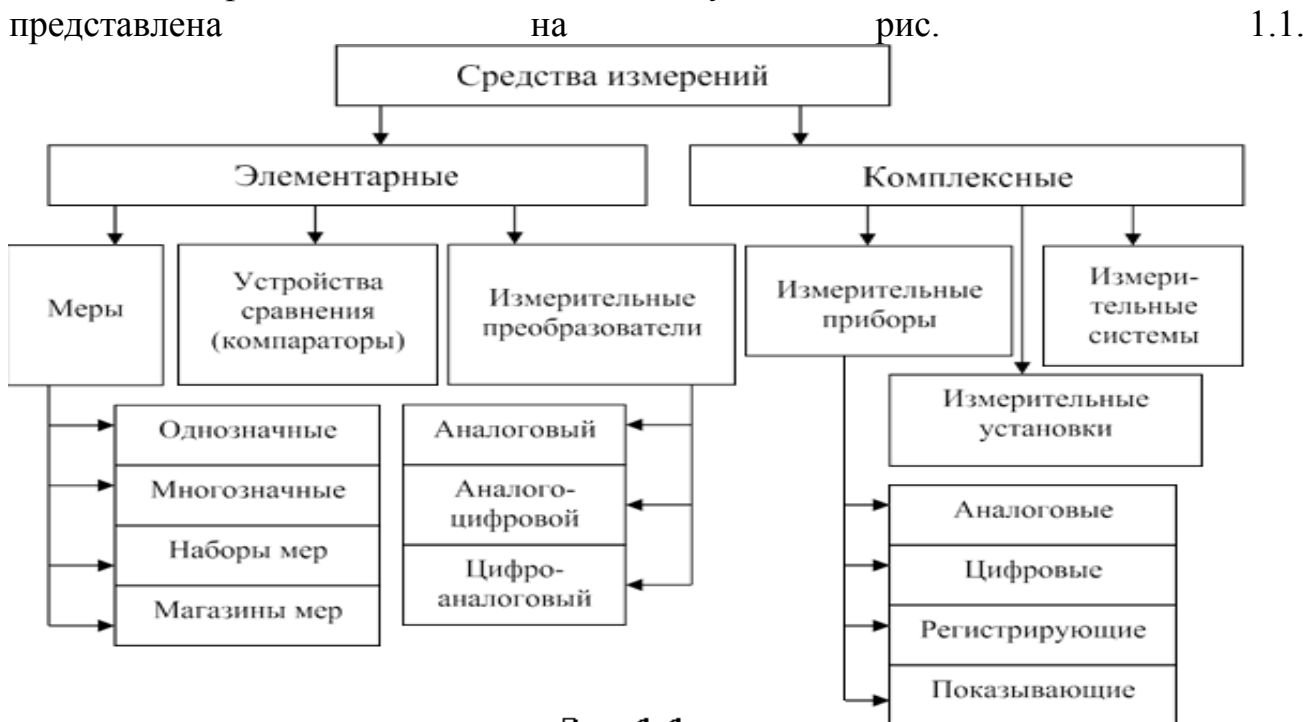 представлена на рис. 1.1.
Средства измерений
Элементарные
Комплексные
Меры
Устройства
сравнения
(компараторы)
Измерительные
преобразователи
Измерительные
приборы
Измери-
тельные
системы
Измерительные
установки
Однозначные
Многозначные
Наборы мер
Магазины мер
Аналоговый
Аналого-
цифровой
Цифро-
аналоговый
Аналоговые
Цифровые
Регистрирующие
Показывающие